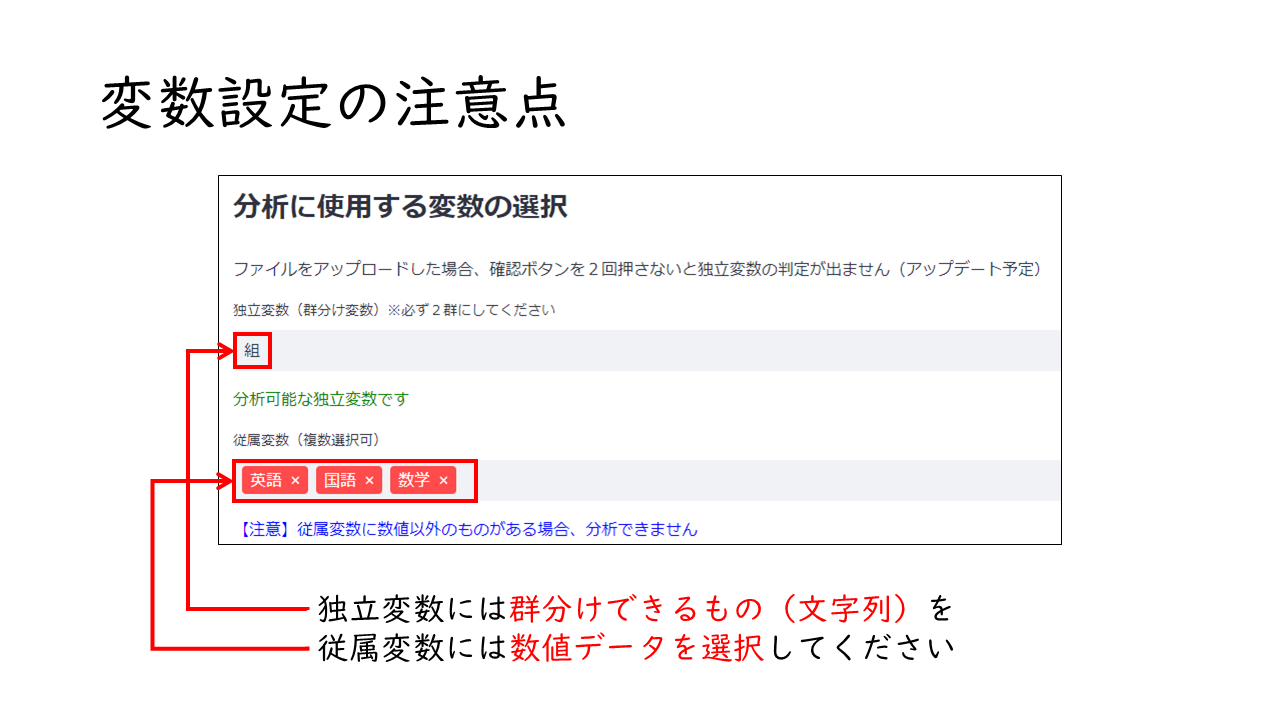 変数設定の注意点
分析に使用する変数の選択
ファイルをアップロードした場合、確認ボタンを２回押さないと独立変数の判定が出ません（アップデート予定）
独立変数（群分け変数）※必ず２群にしてください
組
分析可能な独立変数です
従属変数（複数選択可）
英語 × 国語 × 数学 ×
【注意】従属変数に数値以外のものがある場合、分析できません
独立変数には群分けできるもの（文字列）を
従属変数には数値データを選択してください